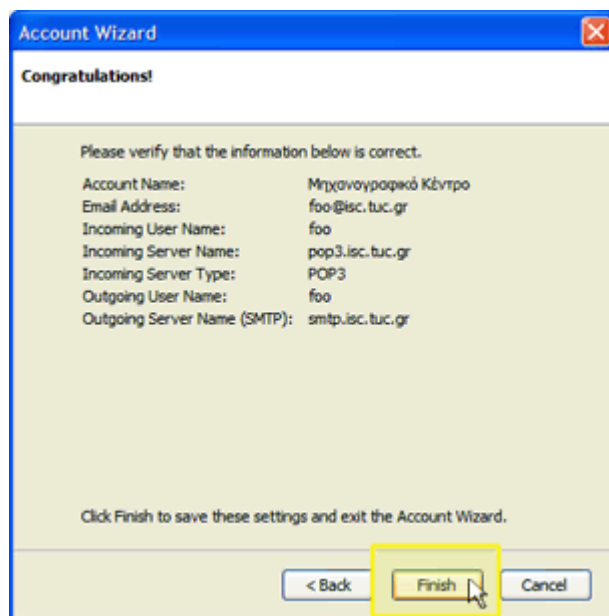 Account Wizard
Congratulations!
Please verify that the information below is correct.
Account Name: Μηχανογραφικό Κέντρο
Email Address: foo@isc.tuc.gr
Incoming User Name: foo
Incoming Server Name: pop3.isc.tuc.gr
Incoming Server Type: POP3
Outgoing User Name: foo
Outgoing Server Name (SMTP): smtp.isc.tuc.gr
Click Finish to save these settings and exit the Account Wizard.
< Back Finish Cancel